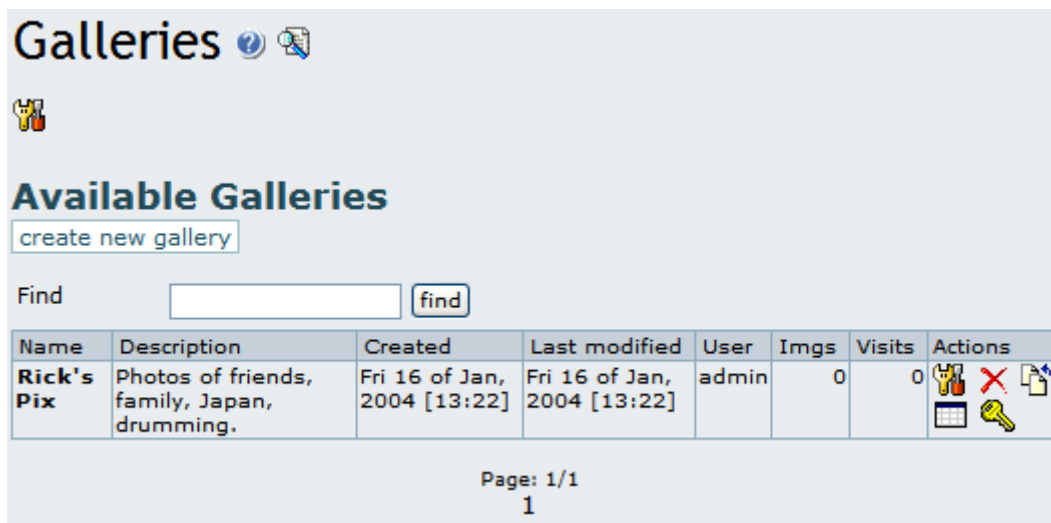 Galleries
Available Galleries
create new gallery
Find find
Name Description Created Last modified User Imgs Visits Actions
Rick's Photos of friends, Fri 16 of Jan, Fri 16 of Jan, admin 0 0
Pix family, Japan, 2004 [13:22] 2004 [13:22]
drumming.
Page: 1/1
1